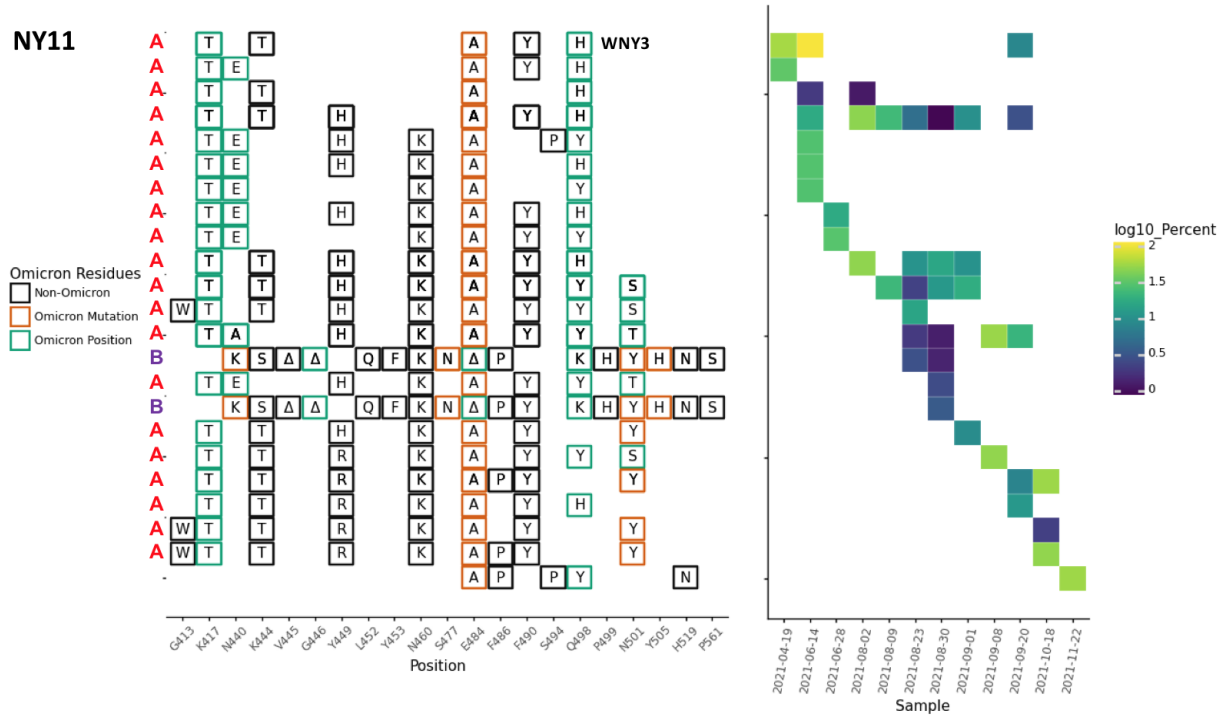 NY11
A T T A Y H WNY3
A T E A Y H
A T T A H
A T T H A Y H
A T E H K A P Y
A T E H K A H
A T E K A Y
A T E H K A Y H
A T E K A Y Y
A T T H K A Y H
A T T H K A Y Y S
A W T T H K A Y Y S
A T A H K A Y Y T
B K S Δ Δ Q F K N Δ P K H Y H N S
A T E H K A Y Y T
B K S Δ Δ Q F K N Δ P Y K H Y H N S
A T T H K A Y Y
A T T R K A Y Y S
A T T R K A P Y Y
A T T R K A Y H
A W T T R K A Y Y
A W T T R K A P Y Y
A P P Y N
Omicron Residues
Non-Omicron
Omicron Mutation
Omicron Position
G413 K417 N440 K444 V445 G446 Y449 L452 Y453 N460 S477 E484 F486 F490 S494 Q498 P499 N501 Y505 H519 P561
Position
log10_Percent
2
1.5
1
0.5
0
2021-04-19 2021-06-14 2021-06-28 2021-08-02 2021-08-09 2021-08-23 2021-08-30 2021-09-01 2021-09-08 2021-09-20 2021-10-18 2021-11-22
Sample